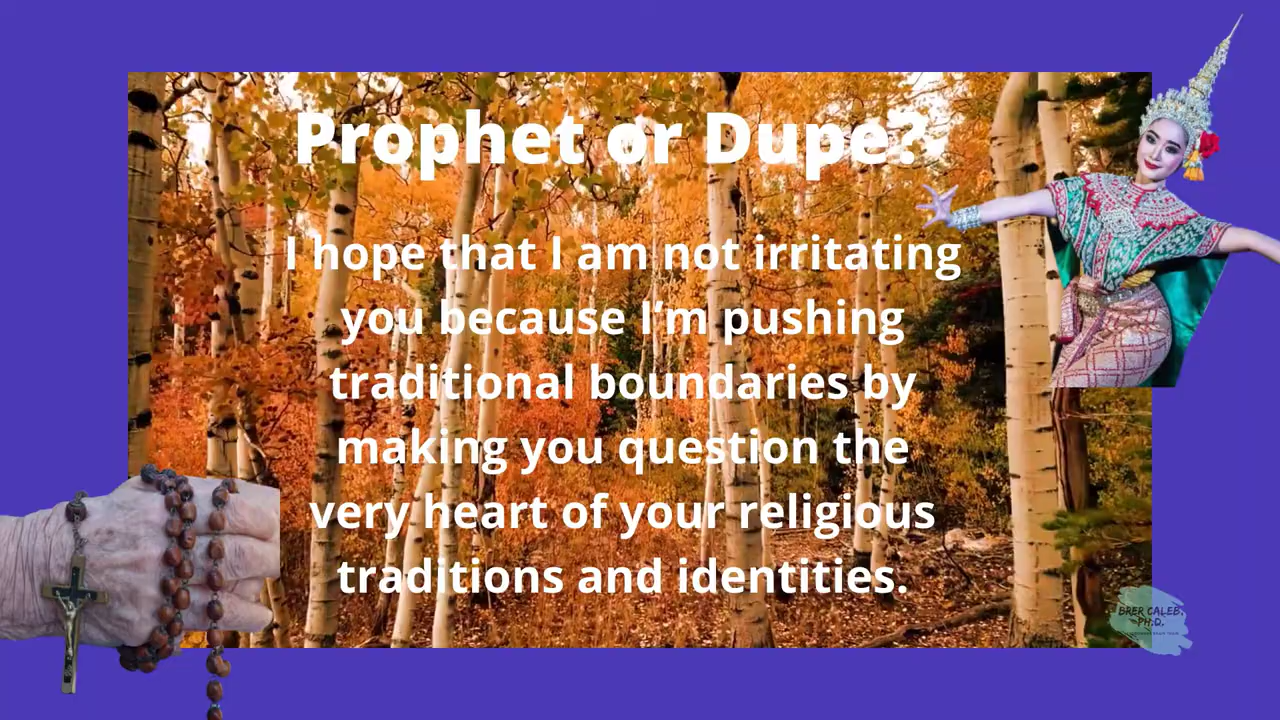 Prophet or Dupe?
I hope that I am not irritating
you because I’m pushing
traditional boundaries by
making you question the
very heart of your religious
traditions and identities.
BRER CALEB,
PH.D.